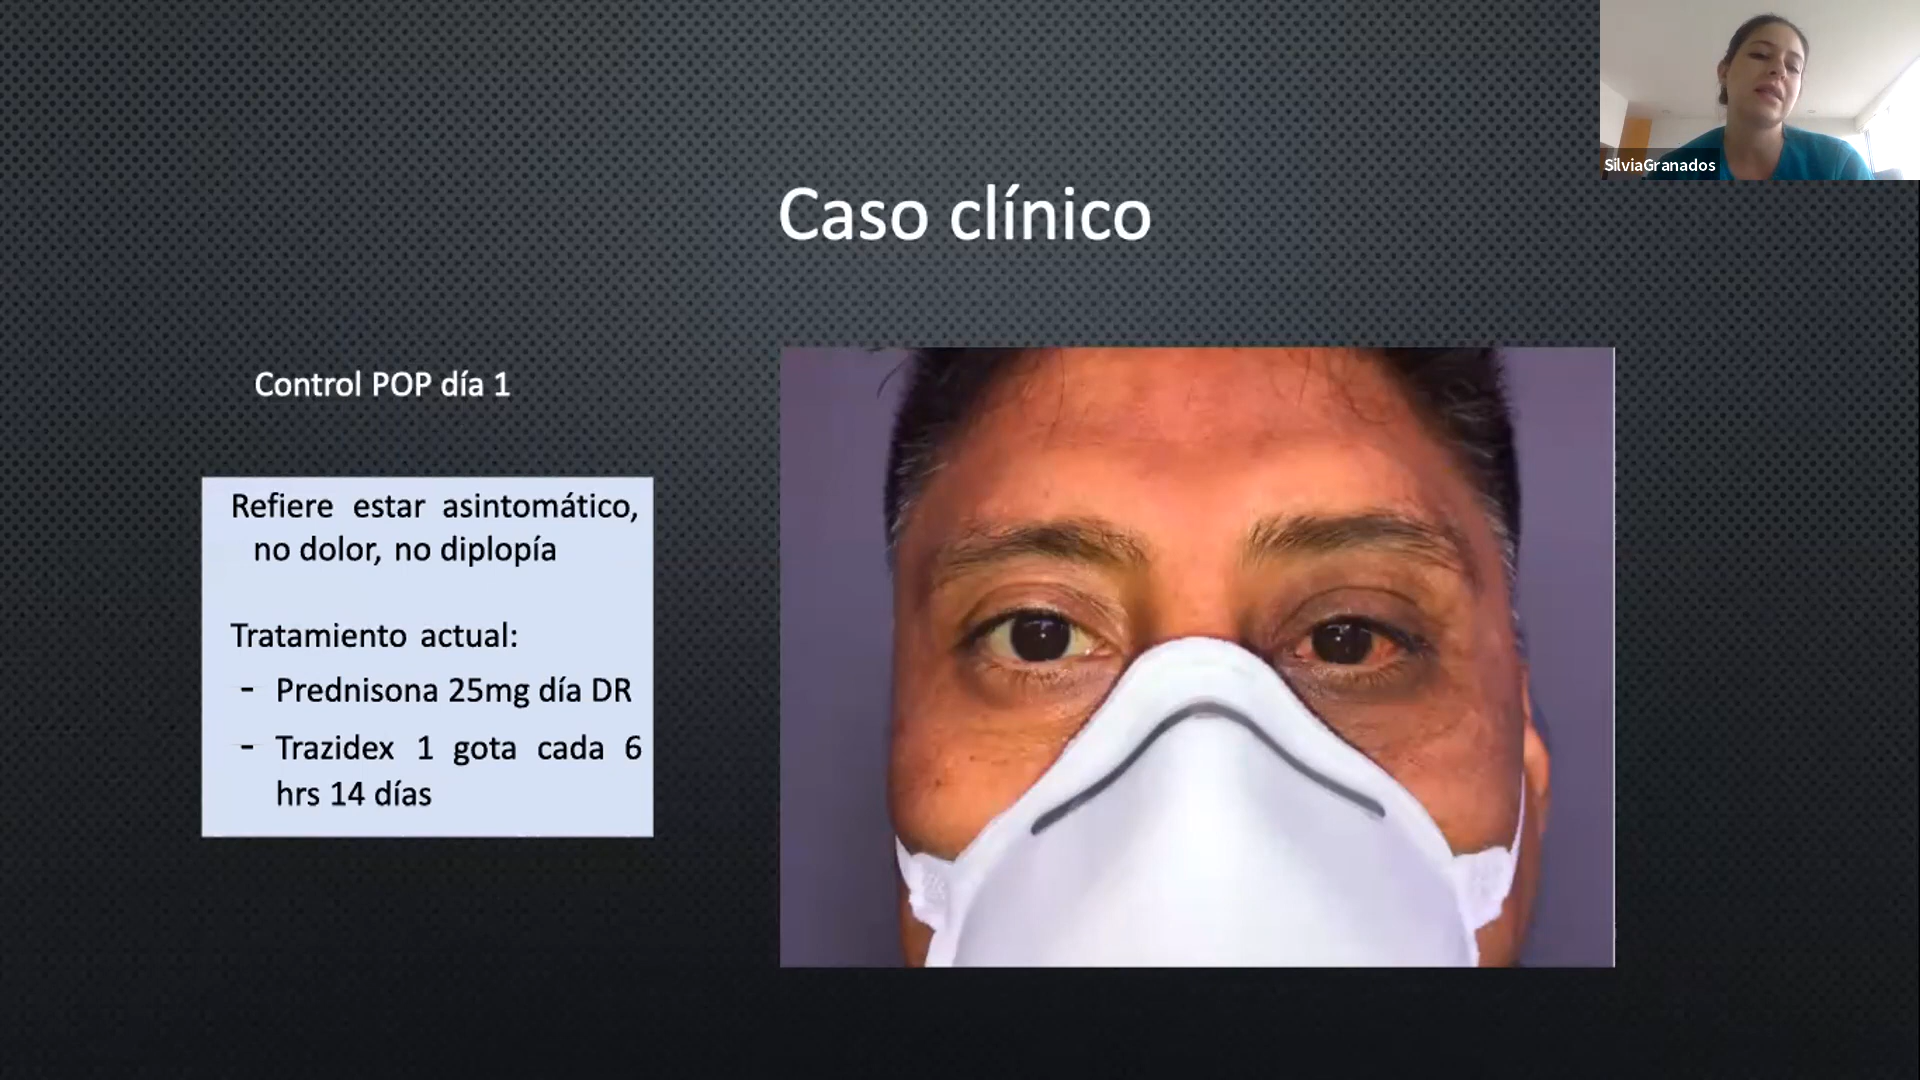 SilviaGranados
Caso clínico
Control POP día 1
Refiere estar asintomático,
no dolor, no diplopía
Tratamiento actual:
- Prednisona 25mg día DR
- Trazidex 1 gota cada 6
hrs 14 días